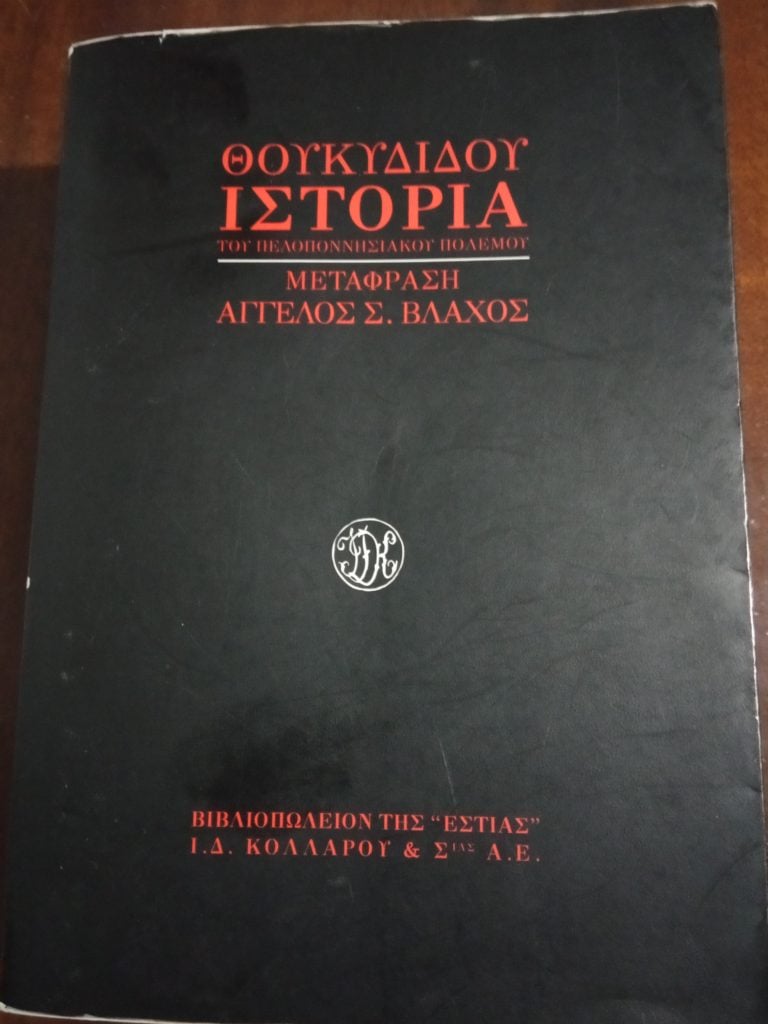 ΘΟΥΚΥΔΙΔΟΥ
ΙΣΤΟΡΙΑ
ΤΟΥ ΠΕΛΟΠΟΝΝΗΣΙΑΚΟΥ ΠΟΛΕΜΟΥ
ΜΕΤΑΦΡΑΣΗ
ΑΓΓΕΛΟΣ Σ. ΒΛΑΧΟΣ
ΒΙΒΛΙΟΠΩΛΕΙΟΝ ΤΗΣ “ΕΣΤΙΑΣ”
Ι.Δ. ΚΟΛΛΑΡΟΥ & ΣΙΑΣ Α.Ε.